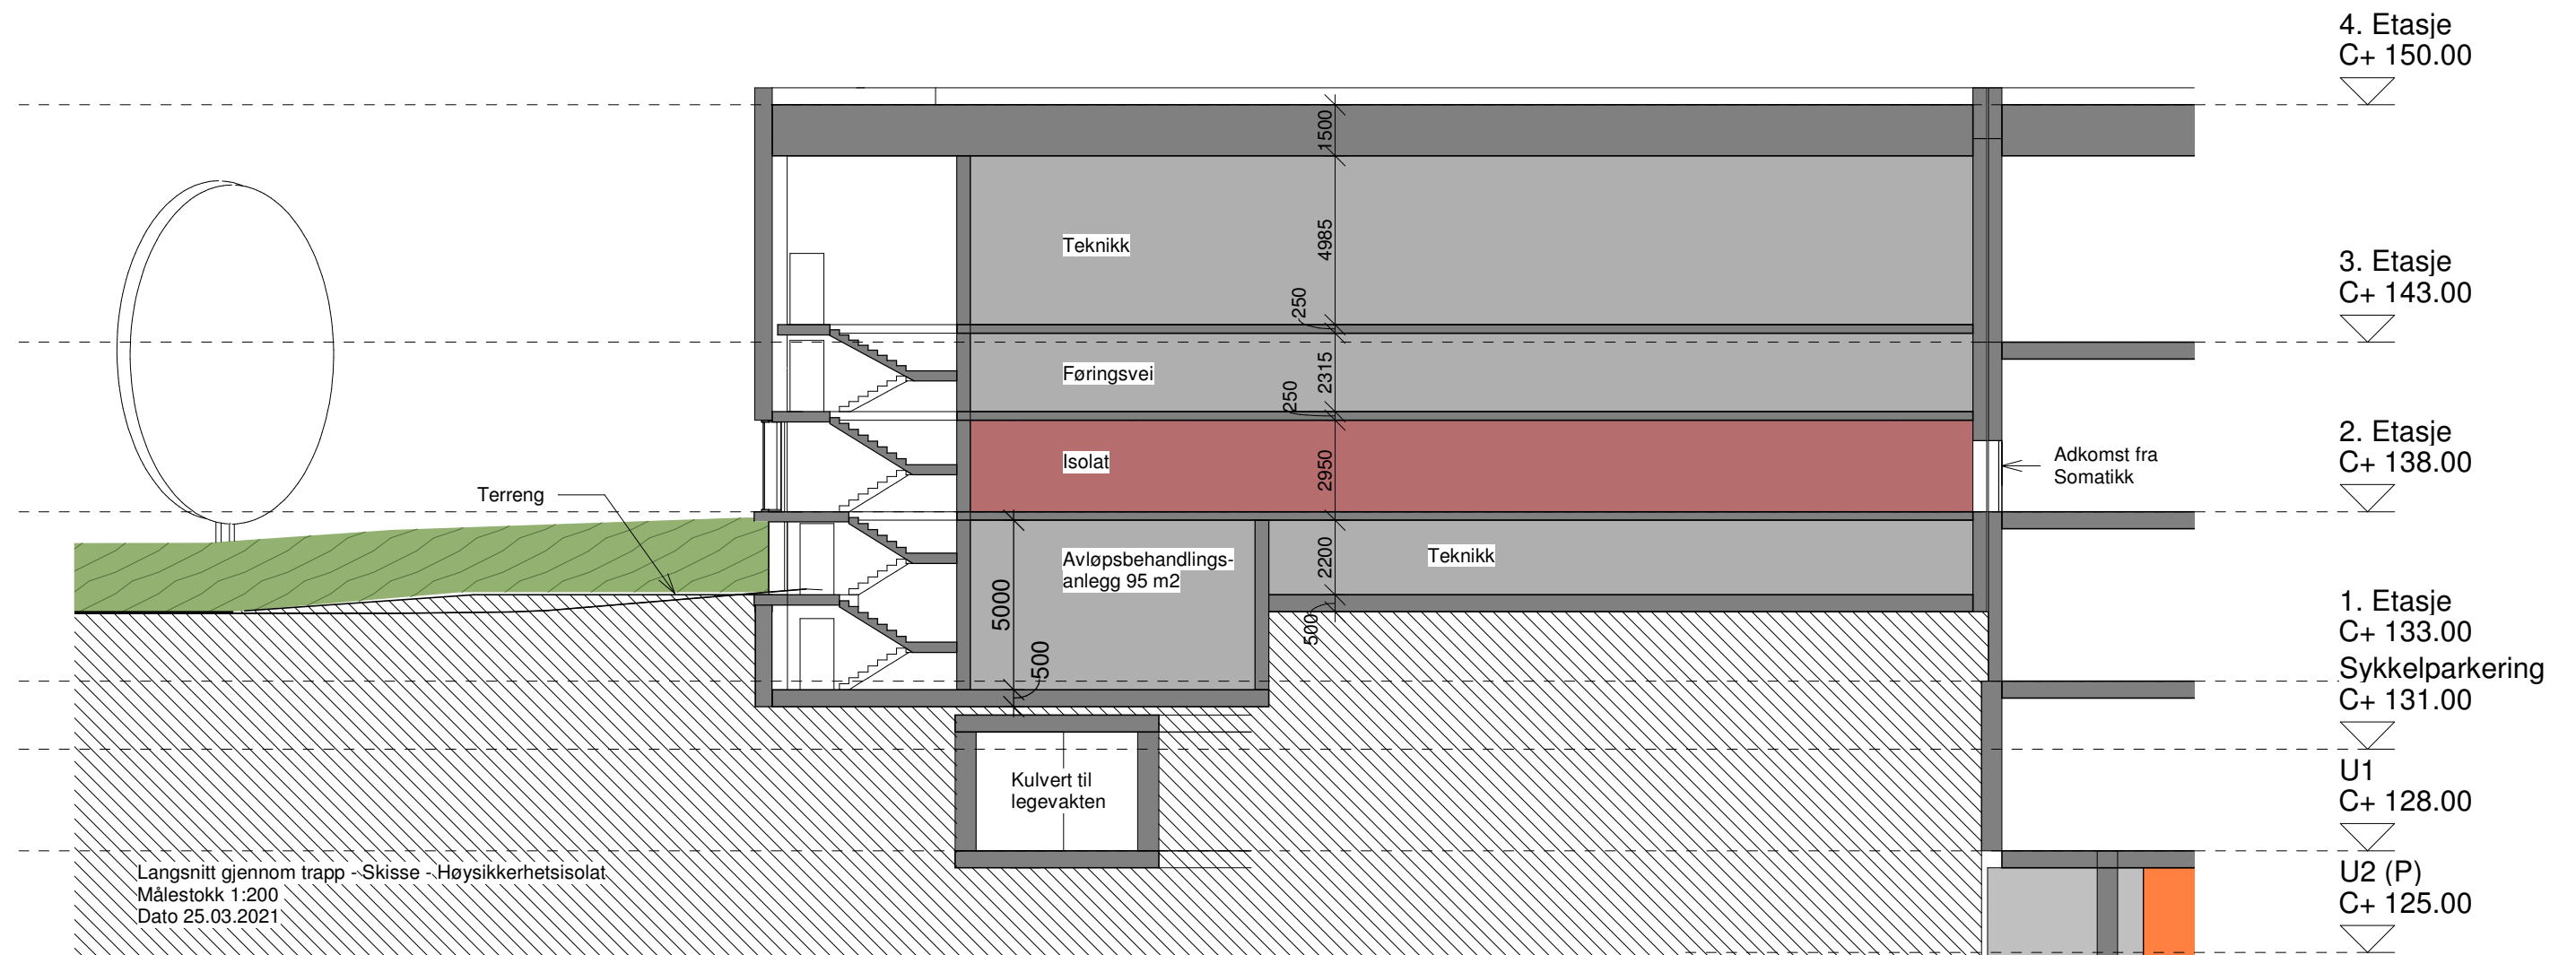 4. Etasje
C+ 150.00
1500
Teknikk
4985
250
3. Etasje
C+ 143.00
Føringsvei
2315
250
2. Etasje
C+ 138.00
Isolat
2950
Adkomst fra
Somatikk
Terreng
Avløpsbehandlings-
anlegg 95 m2
Teknikk
2200
5000
500
500
1. Etasje
C+ 133.00
Sykkelparkering
C+ 131.00
Kulvert til
legevakten
U1
C+ 128.00
U2 (P)
C+ 125.00
Langsnitt gjennom trapp - Skisse - Høysikkerhetsisolat
Målestokk 1:200
Dato 25.03.2021